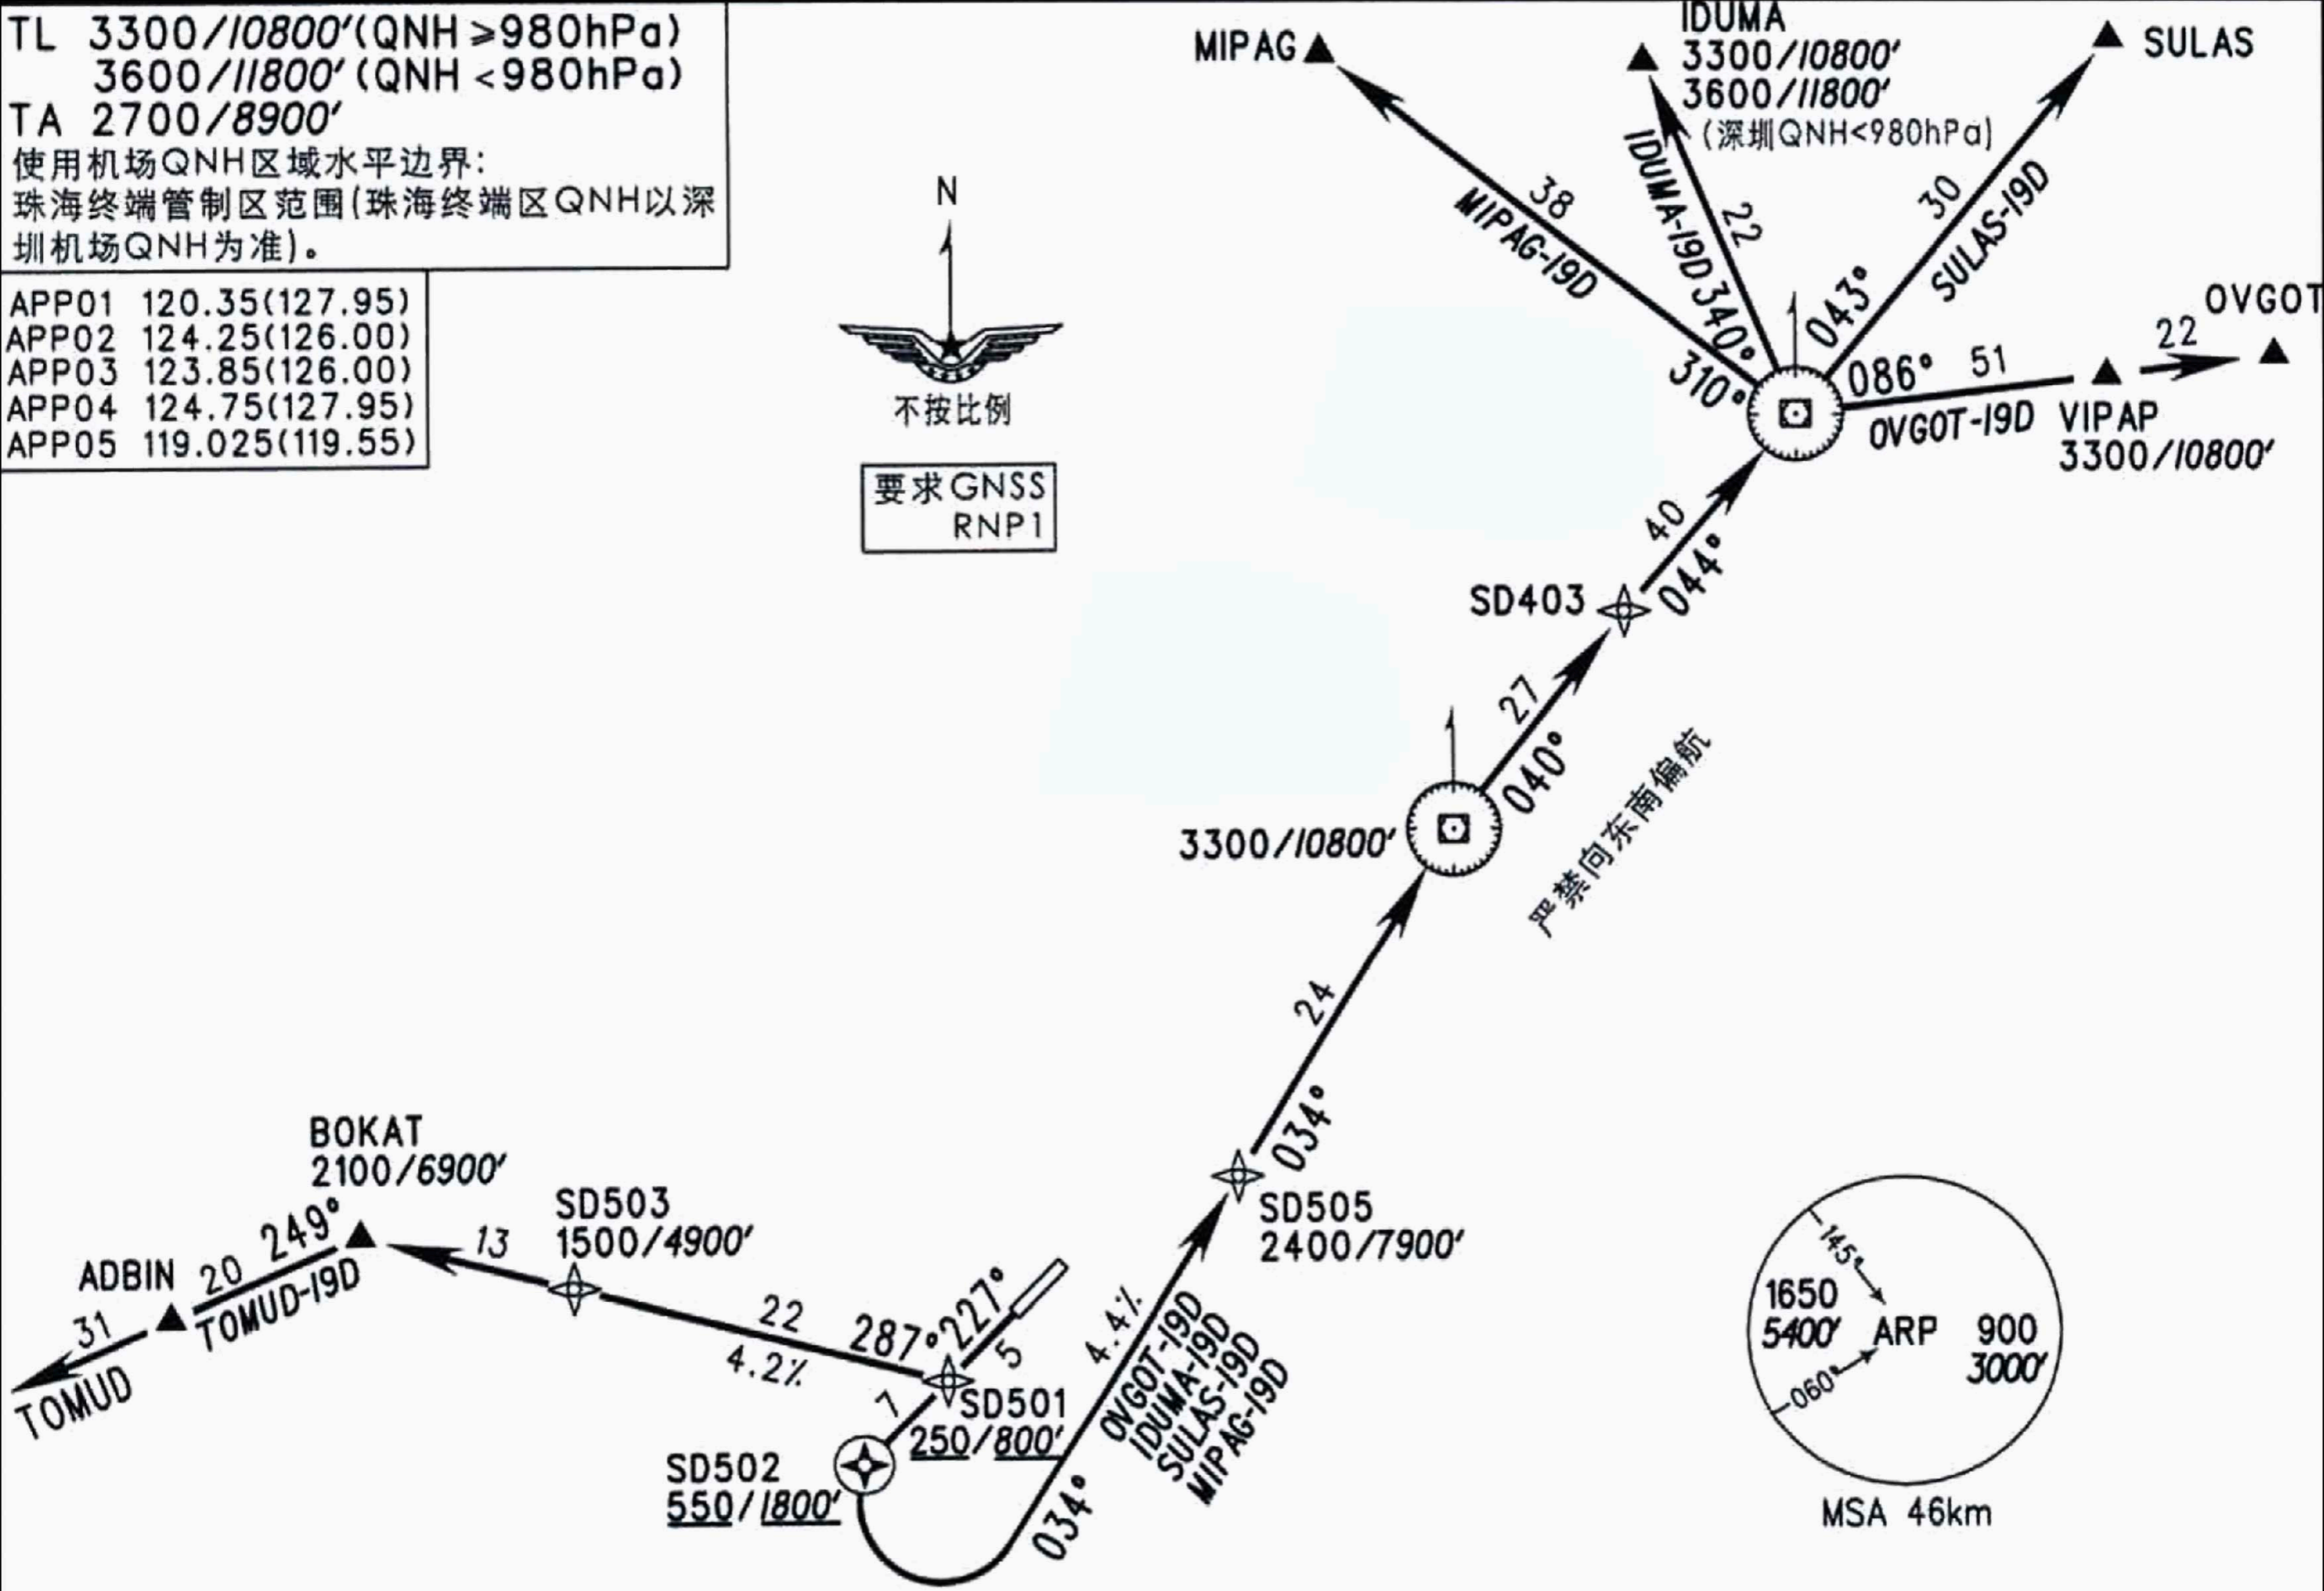 TL 3300/10800′(QNH≥980hPa)
3600/11800′(QNH<980hPa)
TA 2700/8900′
使用机场QNH区域水平边界:
珠海终端管制区范围(珠海终端区QNH以深
圳机场QNH为准)。
APP01 120.35(127.95)
APP02 124.25(126.00)
APP03 123.85(126.00)
APP04 124.75(127.95)
APP05 119.025(119.55)
N
不按比例
要求GNSS
RNP1
MIPAG
IDUMA
3300/10800′
3600/11800′
(深圳QNH<980hPa)
SULAS
38
MIPAG-19D
310°
IDUMA-19D
22
340°
30
SULAS-19D
043°
OVGOT
22
086°
51
OVGOT-19D
VIPAP
3300/10800′
40
044°
SD403
27
040°
严禁向东南偏航
3300/10800′
24
034°
SD505
2400/7900′
BOKAT
2100/6900′
SD503
1500/4900′
13
249°
ADBIN
20
TOMUD-19D
31
TOMUD
22
4.2%
287°
227°
5
SD501
250/800′
7
SD502
550/1800′
4.4%
OVGOT-19D
IDUMA-19D
SULAS-19D
MIPAG-19D
034°
145°
1650
5400′
ARP
900
3000′
060°
MSA 46km